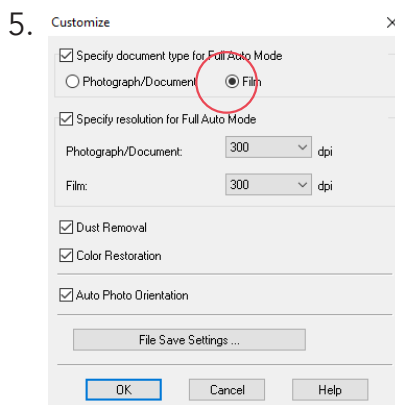 5.
Customize
Specify document type for Full Auto Mode
Photograph/Document
Film
Specify resolution for Full Auto Mode
Photograph/Document: 300 dpi
Film: 300 dpi
Dust Removal
Color Restoration
Auto Photo Orientation
File Save Settings ...
OK Cancel Help